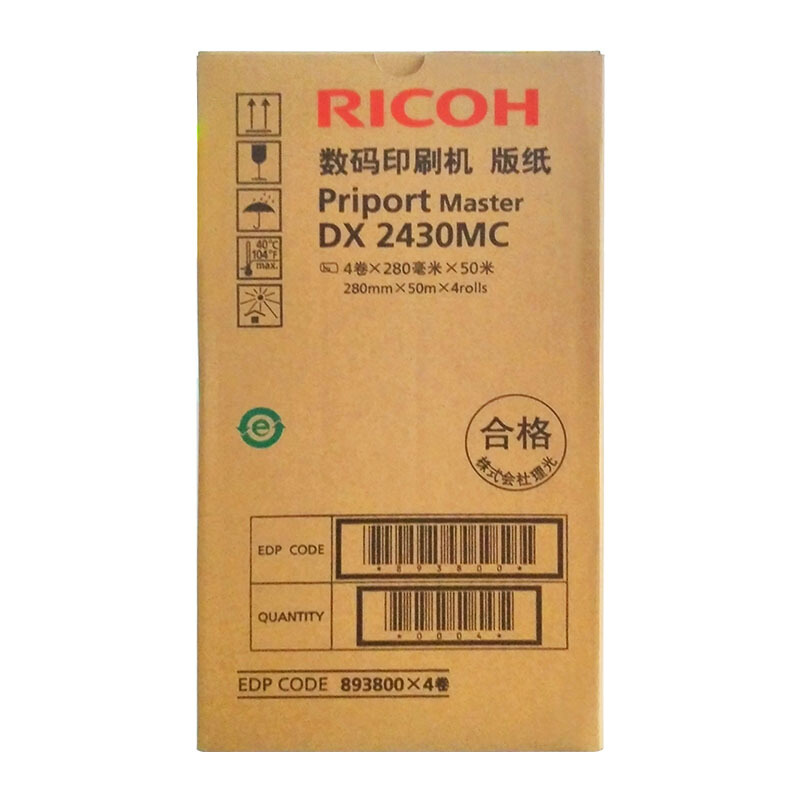 RICOH
数码印刷机 版纸
Priport Master
DX 2430MC
40℃
104℉
max.
4卷×280毫米×50米
280mm×50m×4rolls
e
合格
株式会社理光
EDP CODE
*893800*
QUANTITY
*0004*
EDP CODE 893800×4卷